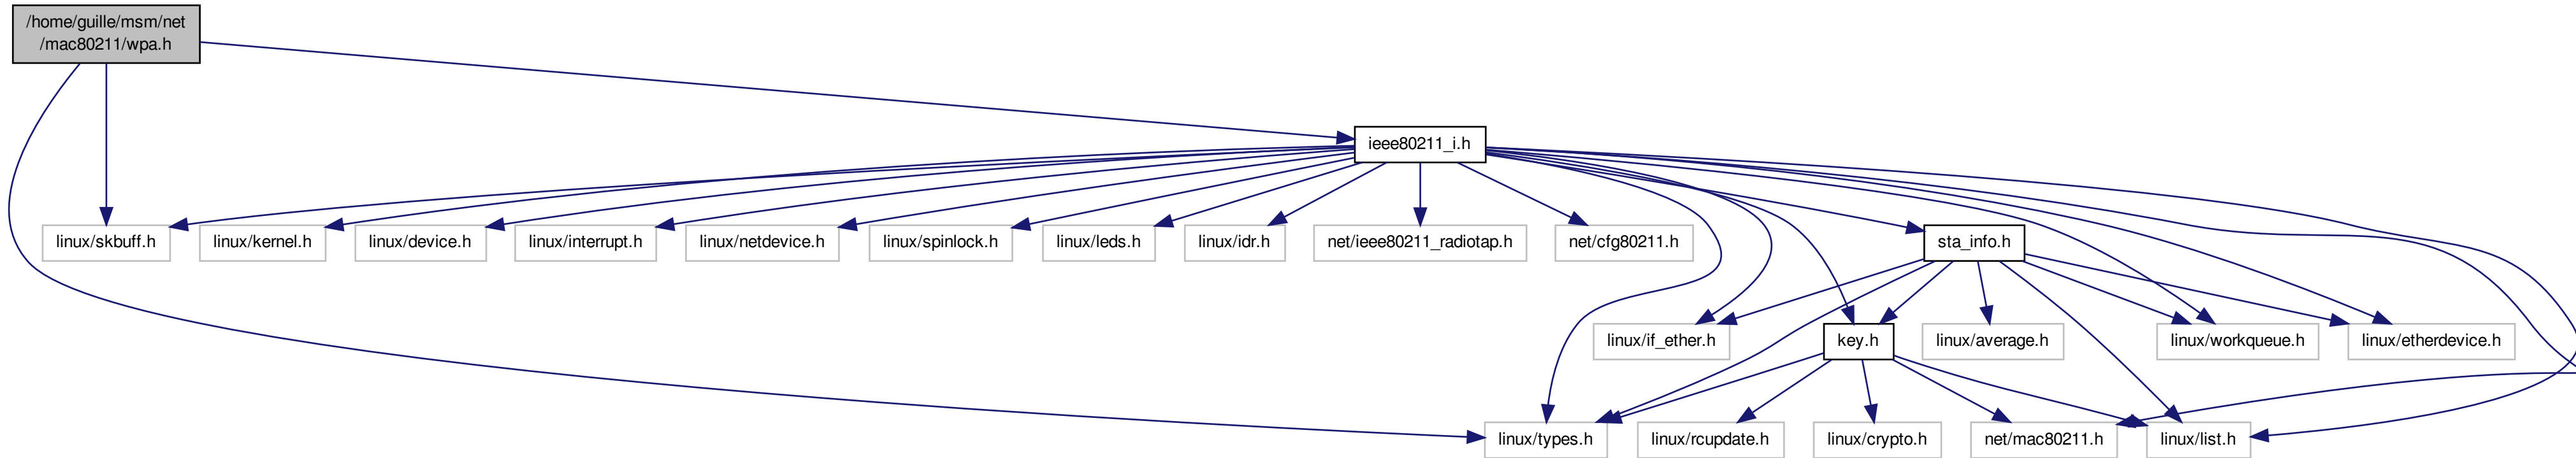 /home/guille/msm/net
/mac80211/wpa.h
ieee80211_i.h
linux/skbuff.h
linux/kernel.h
linux/device.h
linux/interrupt.h
linux/netdevice.h
linux/spinlock.h
linux/leds.h
linux/idr.h
net/ieee80211_radiotap.h
net/cfg80211.h
sta_info.h
linux/if_ether.h
key.h
linux/average.h
linux/workqueue.h
linux/etherdevice.h
linux/types.h
linux/rcupdate.h
linux/crypto.h
net/mac80211.h
linux/list.h